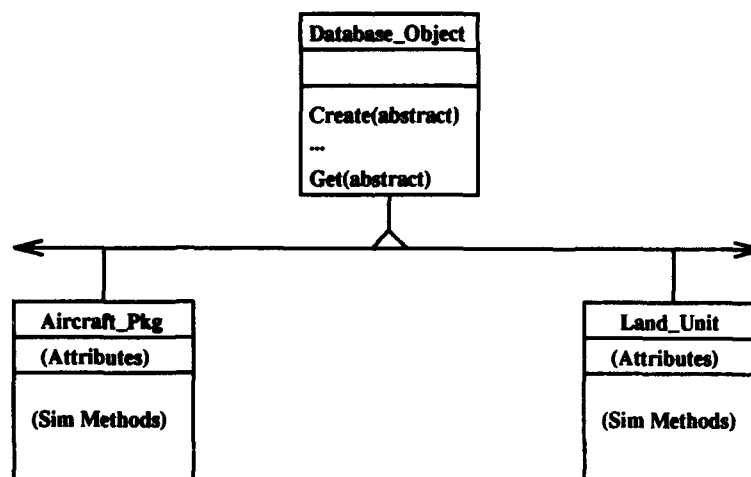 Database_Object
Create(abstract)
...
Get(abstract)
Aircraft_Pkg
(Attributes)
(Sim Methods)
Land_Unit
(Attributes)
(Sim Methods)